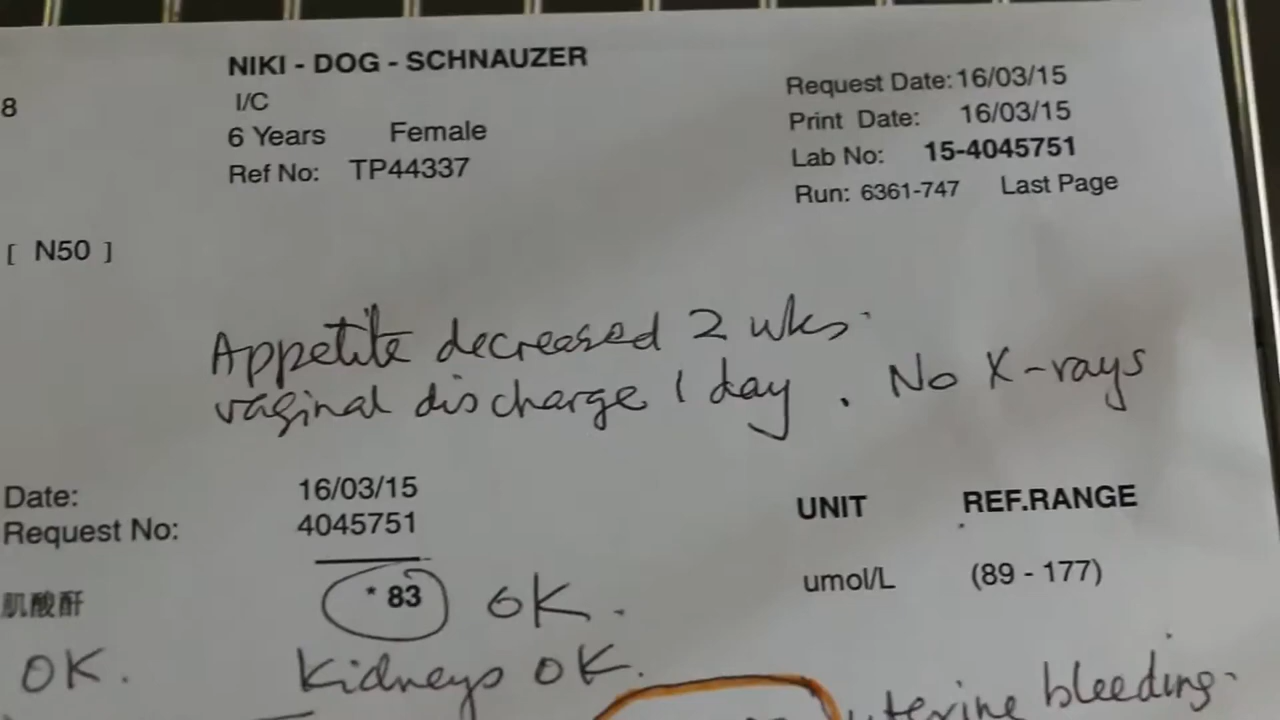 NIKI - DOG - SCHNAUZER
8
I/C
6 Years Female
Ref No: TP44337
Request Date: 16/03/15
Print Date: 16/03/15
Lab No: 15-4045751
Run: 6361-747 Last Page
[ N50 ]
Appetite decreased 2 wks.
vaginal discharge 1 day . No X-rays
Date: 16/03/15
Request No: 4045751
UNIT REF.RANGE
肌酸酐 * 83 OK. umol/L (89 - 177)
OK. Kidneys OK.
uterine bleeding.